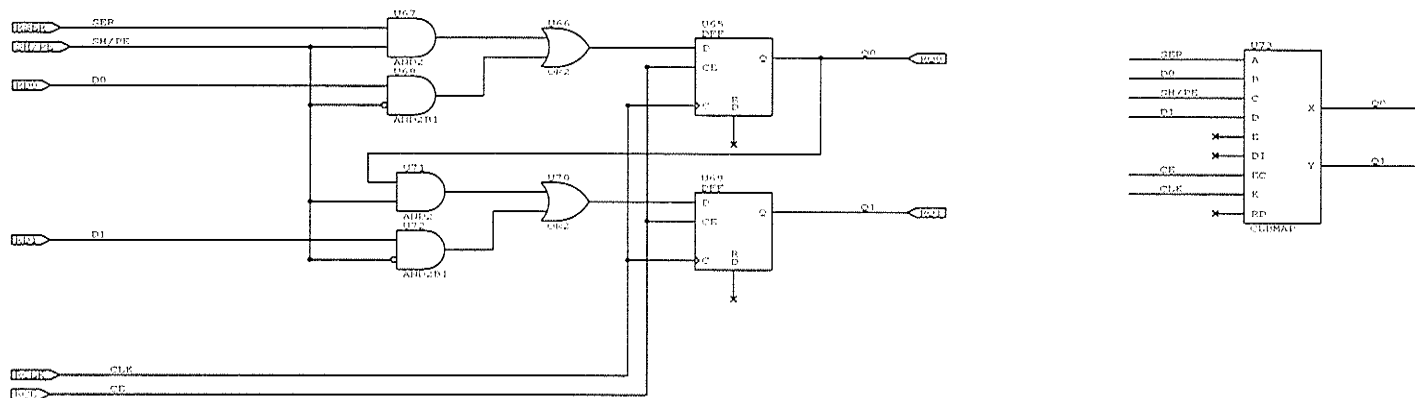 SER
SH/PE
SH/PE
D0
U67
AND2
U68
AND2B1
U66
OR2
U65
DFF
D
CE
C
Q
R
D
Q0
U71
AND2
U72
AND2B1
U70
OR2
U69
DFF
D
CE
C
Q
R
D
Q1
D1
CLK
CE
U73
SER
A
D0
B
SH/PE
C
D1
D
E
DI
CE
EC
CLK
K
RD
X
Q0
Y
Q1
CLBMAP